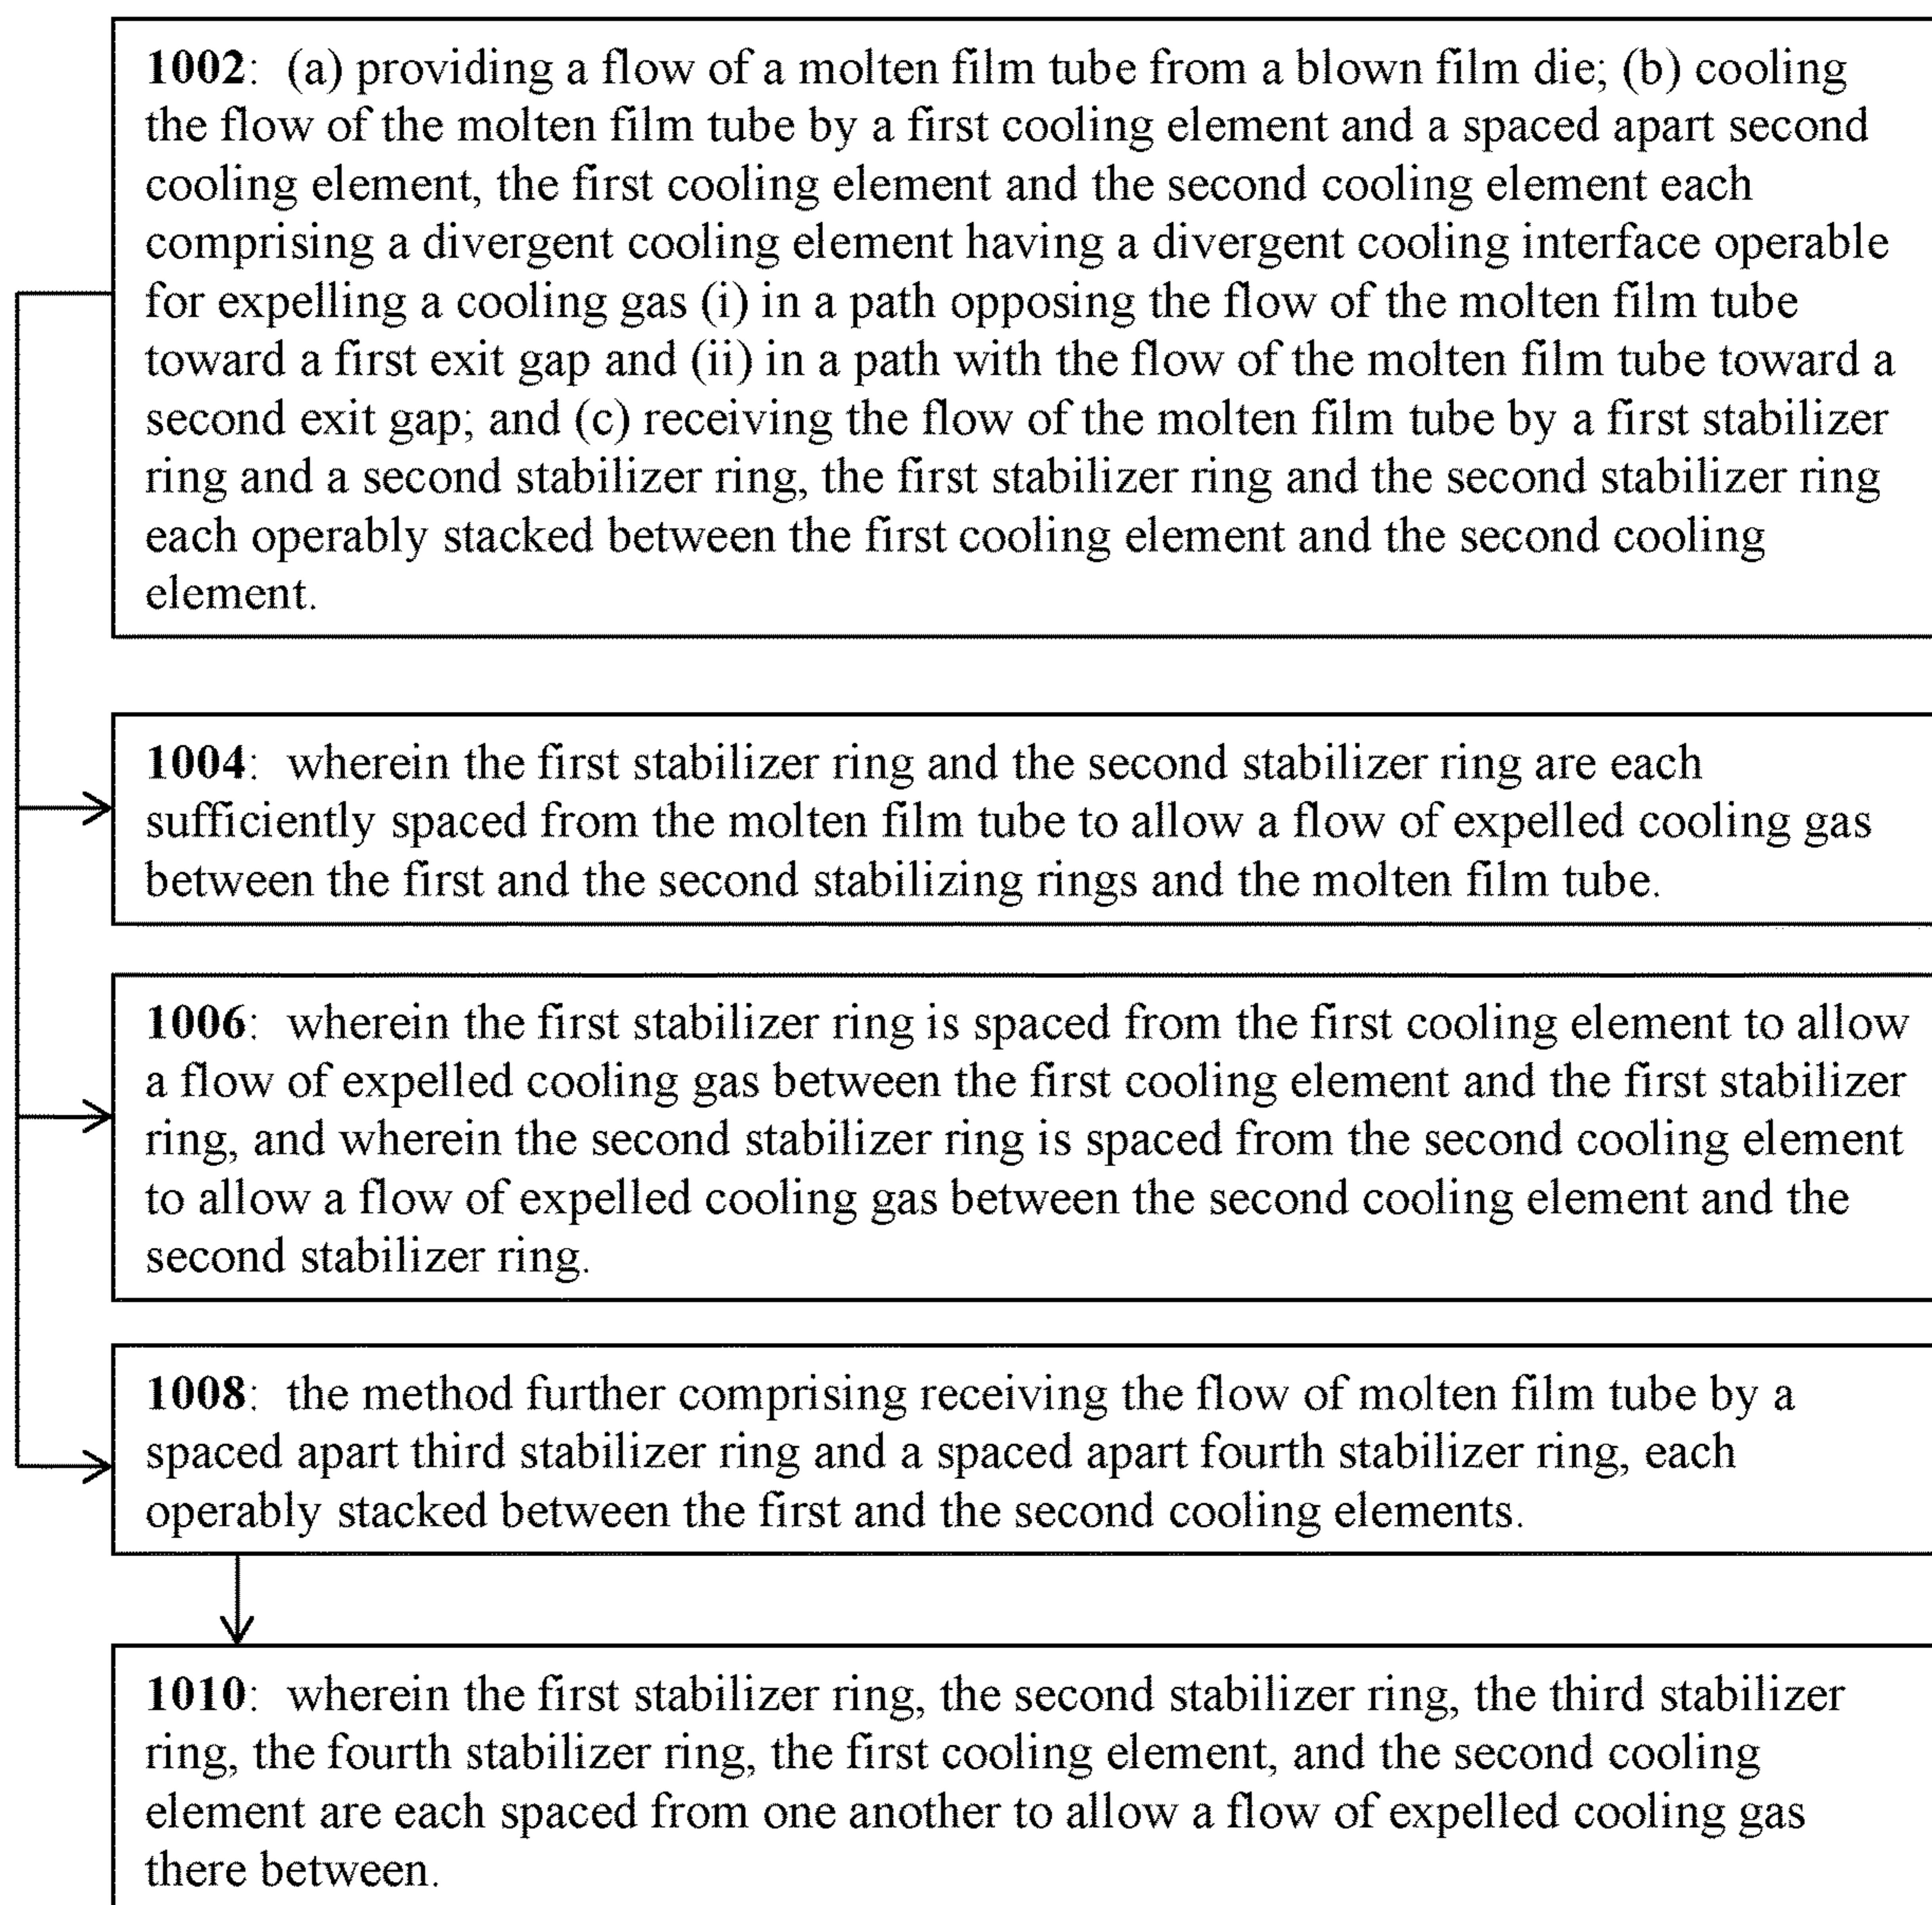 1002: (a) providing a flow of a molten film tube from a blown film die; (b) cooling
the flow of the molten film tube by a first cooling element and a spaced apart second
cooling element, the first cooling element and the second cooling element each
comprising a divergent cooling element having a divergent cooling interface operable
for expelling a cooling gas (i) in a path opposing the flow of the molten film tube
toward a first exit gap and (ii) in a path with the flow of the molten film tube toward a
second exit gap; and (c) receiving the flow of the molten film tube by a first stabilizer
ring and a second stabilizer ring, the first stabilizer ring and the second stabilizer ring
each operably stacked between the first cooling element and the second cooling
element.
1004: wherein the first stabilizer ring and the second stabilizer ring are each
sufficiently spaced from the molten film tube to allow a flow of expelled cooling gas
between the first and the second stabilizing rings and the molten film tube.
1006: wherein the first stabilizer ring is spaced from the first cooling element to allow
a flow of expelled cooling gas between the first cooling element and the first stabilizer
ring, and wherein the second stabilizer ring is spaced from the second cooling element
to allow a flow of expelled cooling gas between the second cooling element and the
second stabilizer ring.
1008: the method further comprising receiving the flow of molten film tube by a
spaced apart third stabilizer ring and a spaced apart fourth stabilizer ring, each
operably stacked between the first and the second cooling elements.
1010: wherein the first stabilizer ring, the second stabilizer ring, the third stabilizer
ring, the fourth stabilizer ring, the first cooling element, and the second cooling
element are each spaced from one another to allow a flow of expelled cooling gas
there between.